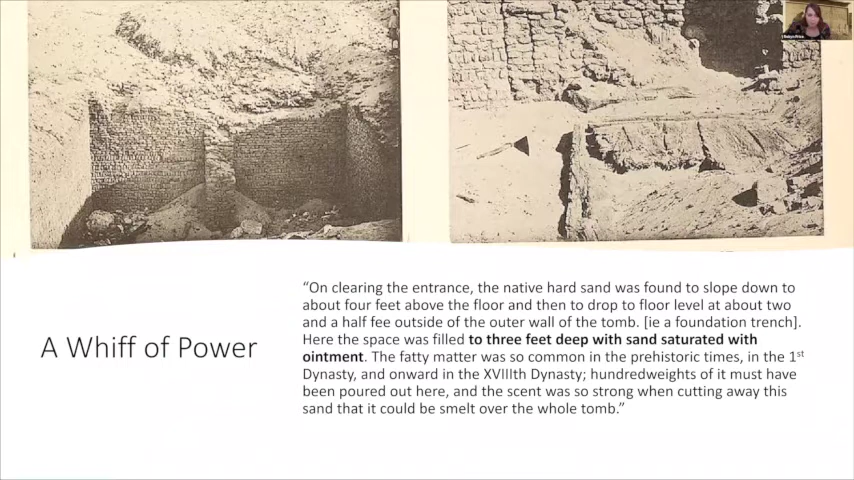 “On clearing the entrance, the native hard sand was found to slope down to
about four feet above the floor and then to drop to floor level at about two
and a half fee outside of the outer wall of the tomb. [ie a foundation trench].
Here the space was filled to three feet deep with sand saturated with
ointment. The fatty matter was so common in the prehistoric times, in the 1st
Dynasty, and onward in the XVIIIth Dynasty; hundredweights of it must have
been poured out here, and the scent was so strong when cutting away this
sand that it could be smelt over the whole tomb.”
A Whiff of Power